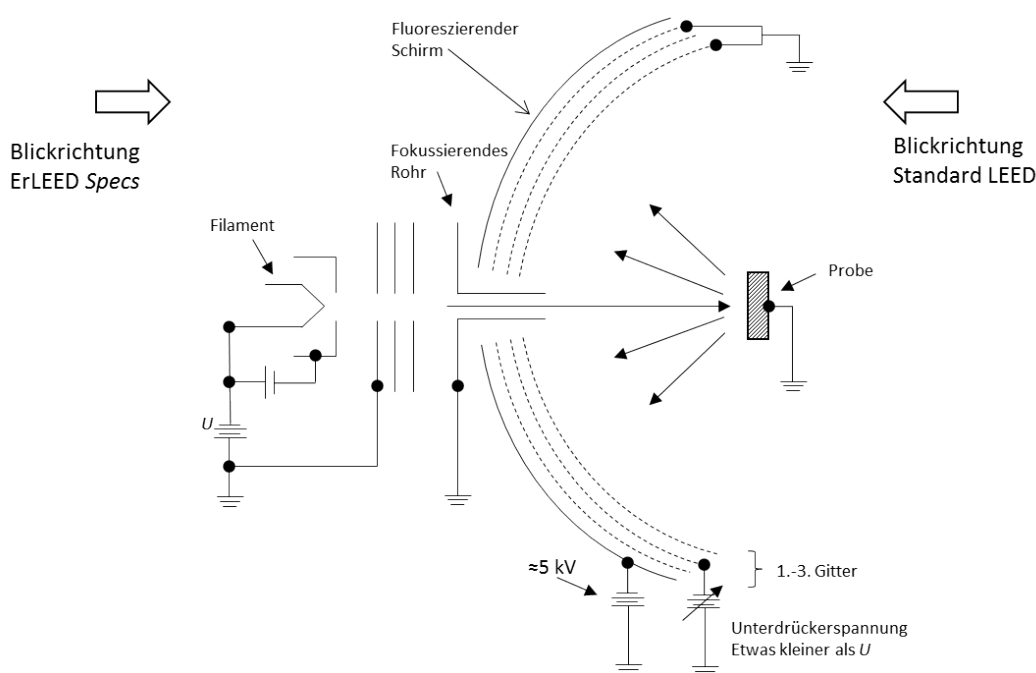 Fluoreszierender
Schirm
Blickrichtung
ErLEED Specs
Blickrichtung
Standard LEED
Fokussierendes
Rohr
Filament
Probe
U
≈5 kV
1.-3. Gitter
Unterdrückerspannung
Etwas kleiner als U